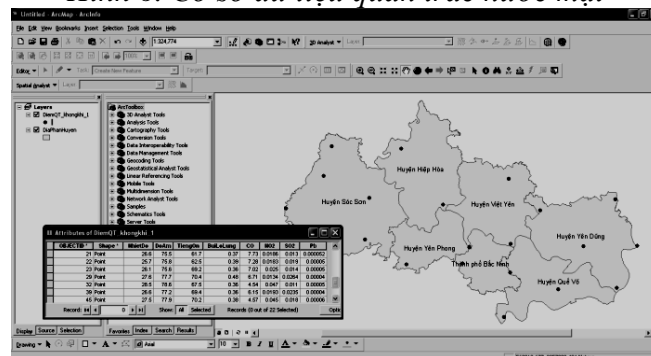 Hình 3: Cơ sở dữ liệu quan trắc nước mặt
Untitled - ArcMap - ArcInfo
File Edit View Bookmarks Insert Selection Tools Window Help
1:324,774
3D Analyst Layer:
100%
Editor Task: Create New Feature Target:
Spatial Analyst Layer:
Layers
DiemQT_khongkhi_1
DiaPhanHuyen
ArcToolbox
3D Analyst Tools
Analysis Tools
Cartography Tools
Conversion Tools
Data Interoperability Tools
Data Management Tools
Geocoding Tools
Geostatistical Analyst Tools
Linear Referencing Tools
Mobile Tools
Multidimension Tools
Network Analyst Tools
Samples
Schematics Tools
Server Tools
Huyện Hiệp Hòa
Huyện Sóc Sơn
Huyện Việt Yên
Huyện Yên Dũng
Huyện Yên Phong
Thành phố Bắc Ninh
Huyện Quế Võ
Attributes of DiemQT_khongkhi_1
OBJECTID * Shape * NhietDo DoAm TiengOn BuiLoLung CO NO2 SO2 Pb
21 Point 26.8 75.5 61.7 0.37 7.73 0.0186 0.013 0.000052
22 Point 25.7 75.8 62.5 0.39 7.28 0.0183 0.019 0.00005
23 Point 26.1 75.6 68.2 0.36 7.02 0.025 0.014 0.00005
29 Point 27.6 77.7 70.4 0.48 6.71 0.0134 0.0264 0.00004
32 Point 28.5 78.6 67.5 0.36 4.54 0.047 0.011 0.00005
39 Point 26.6 77.2 69.4 0.36 6.15 0.0193 0.0235 0.00004
45 Point 27.5 77.9 70.2 0.38 4.57 0.045 0.018 0.00006
Record: 0 Show: All Selected Records (0 out of 22 Selected)
Display Source Selection
Favorites Index Search Results
Drawing Arial 10 B I U A